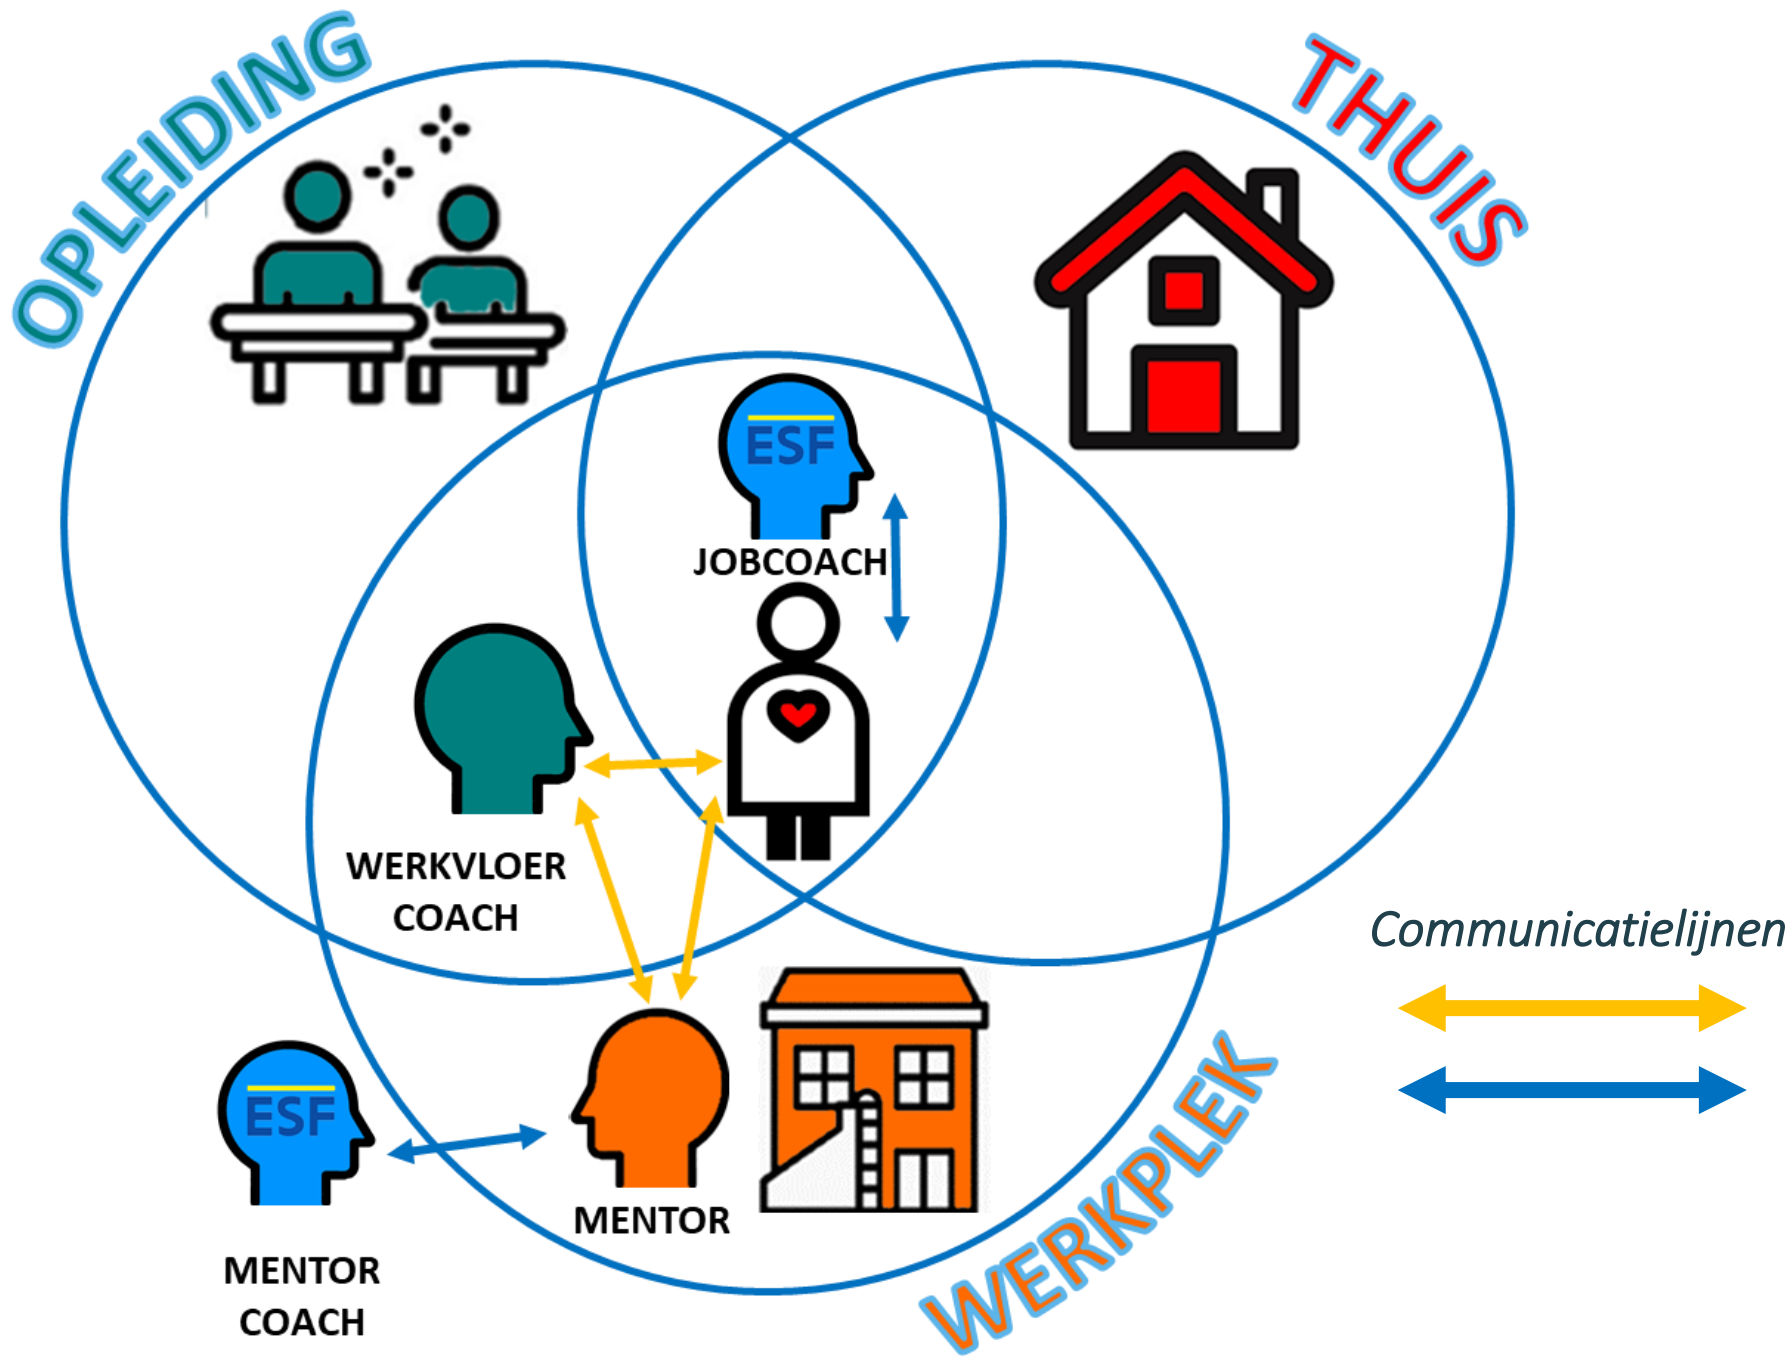 OPLEIDING
THUIS
ESF
JOBCOACH
WERKVLOER
COACH
Communicatielijnen
ESF
MENTOR
MENTOR
COACH
WERKPLEK